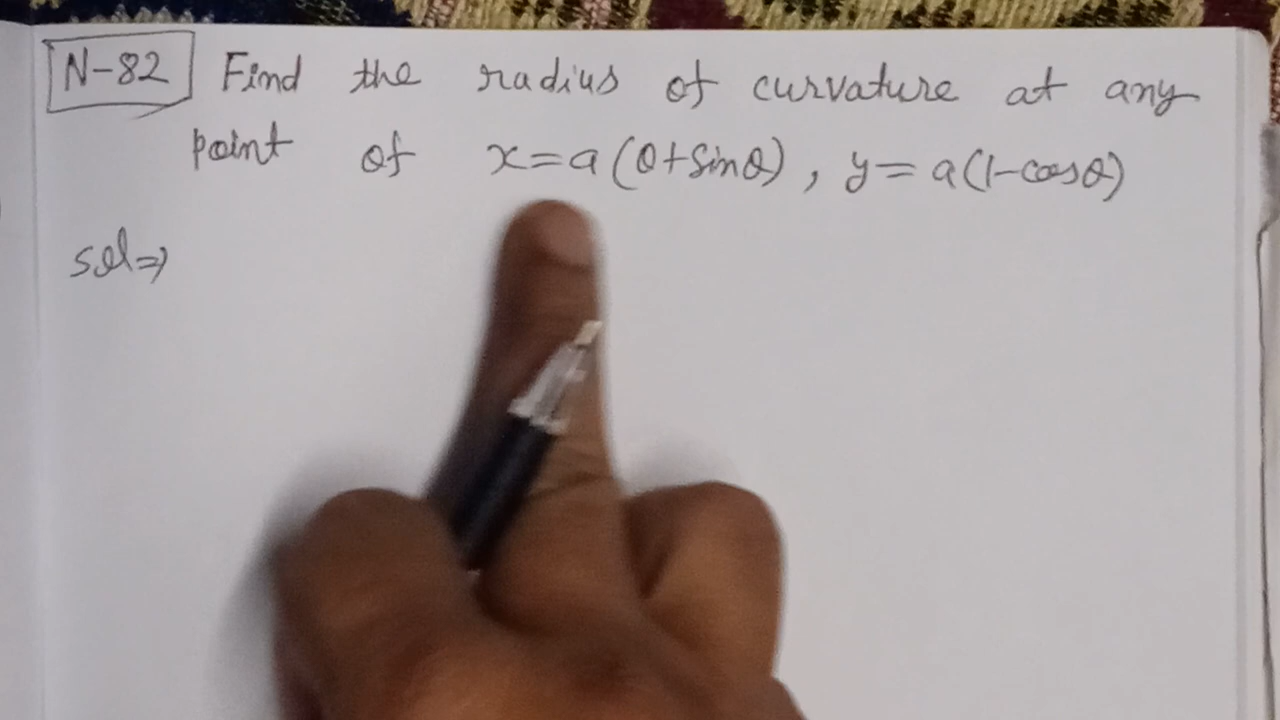 N-82 Find the radius of curvature at any
point of x=a(θ+sinθ), y=a(1-cosθ)
sol⇒